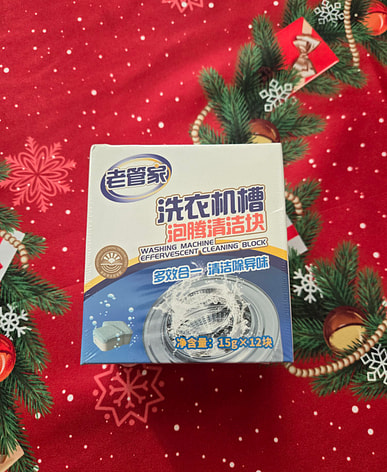 老管家
洗衣机槽
泡腾清洁块
WASHING MACHINE
EFFERVESCENT CLEANING BLOCK
多效合一 清洁除异味
净含量：15g×12块